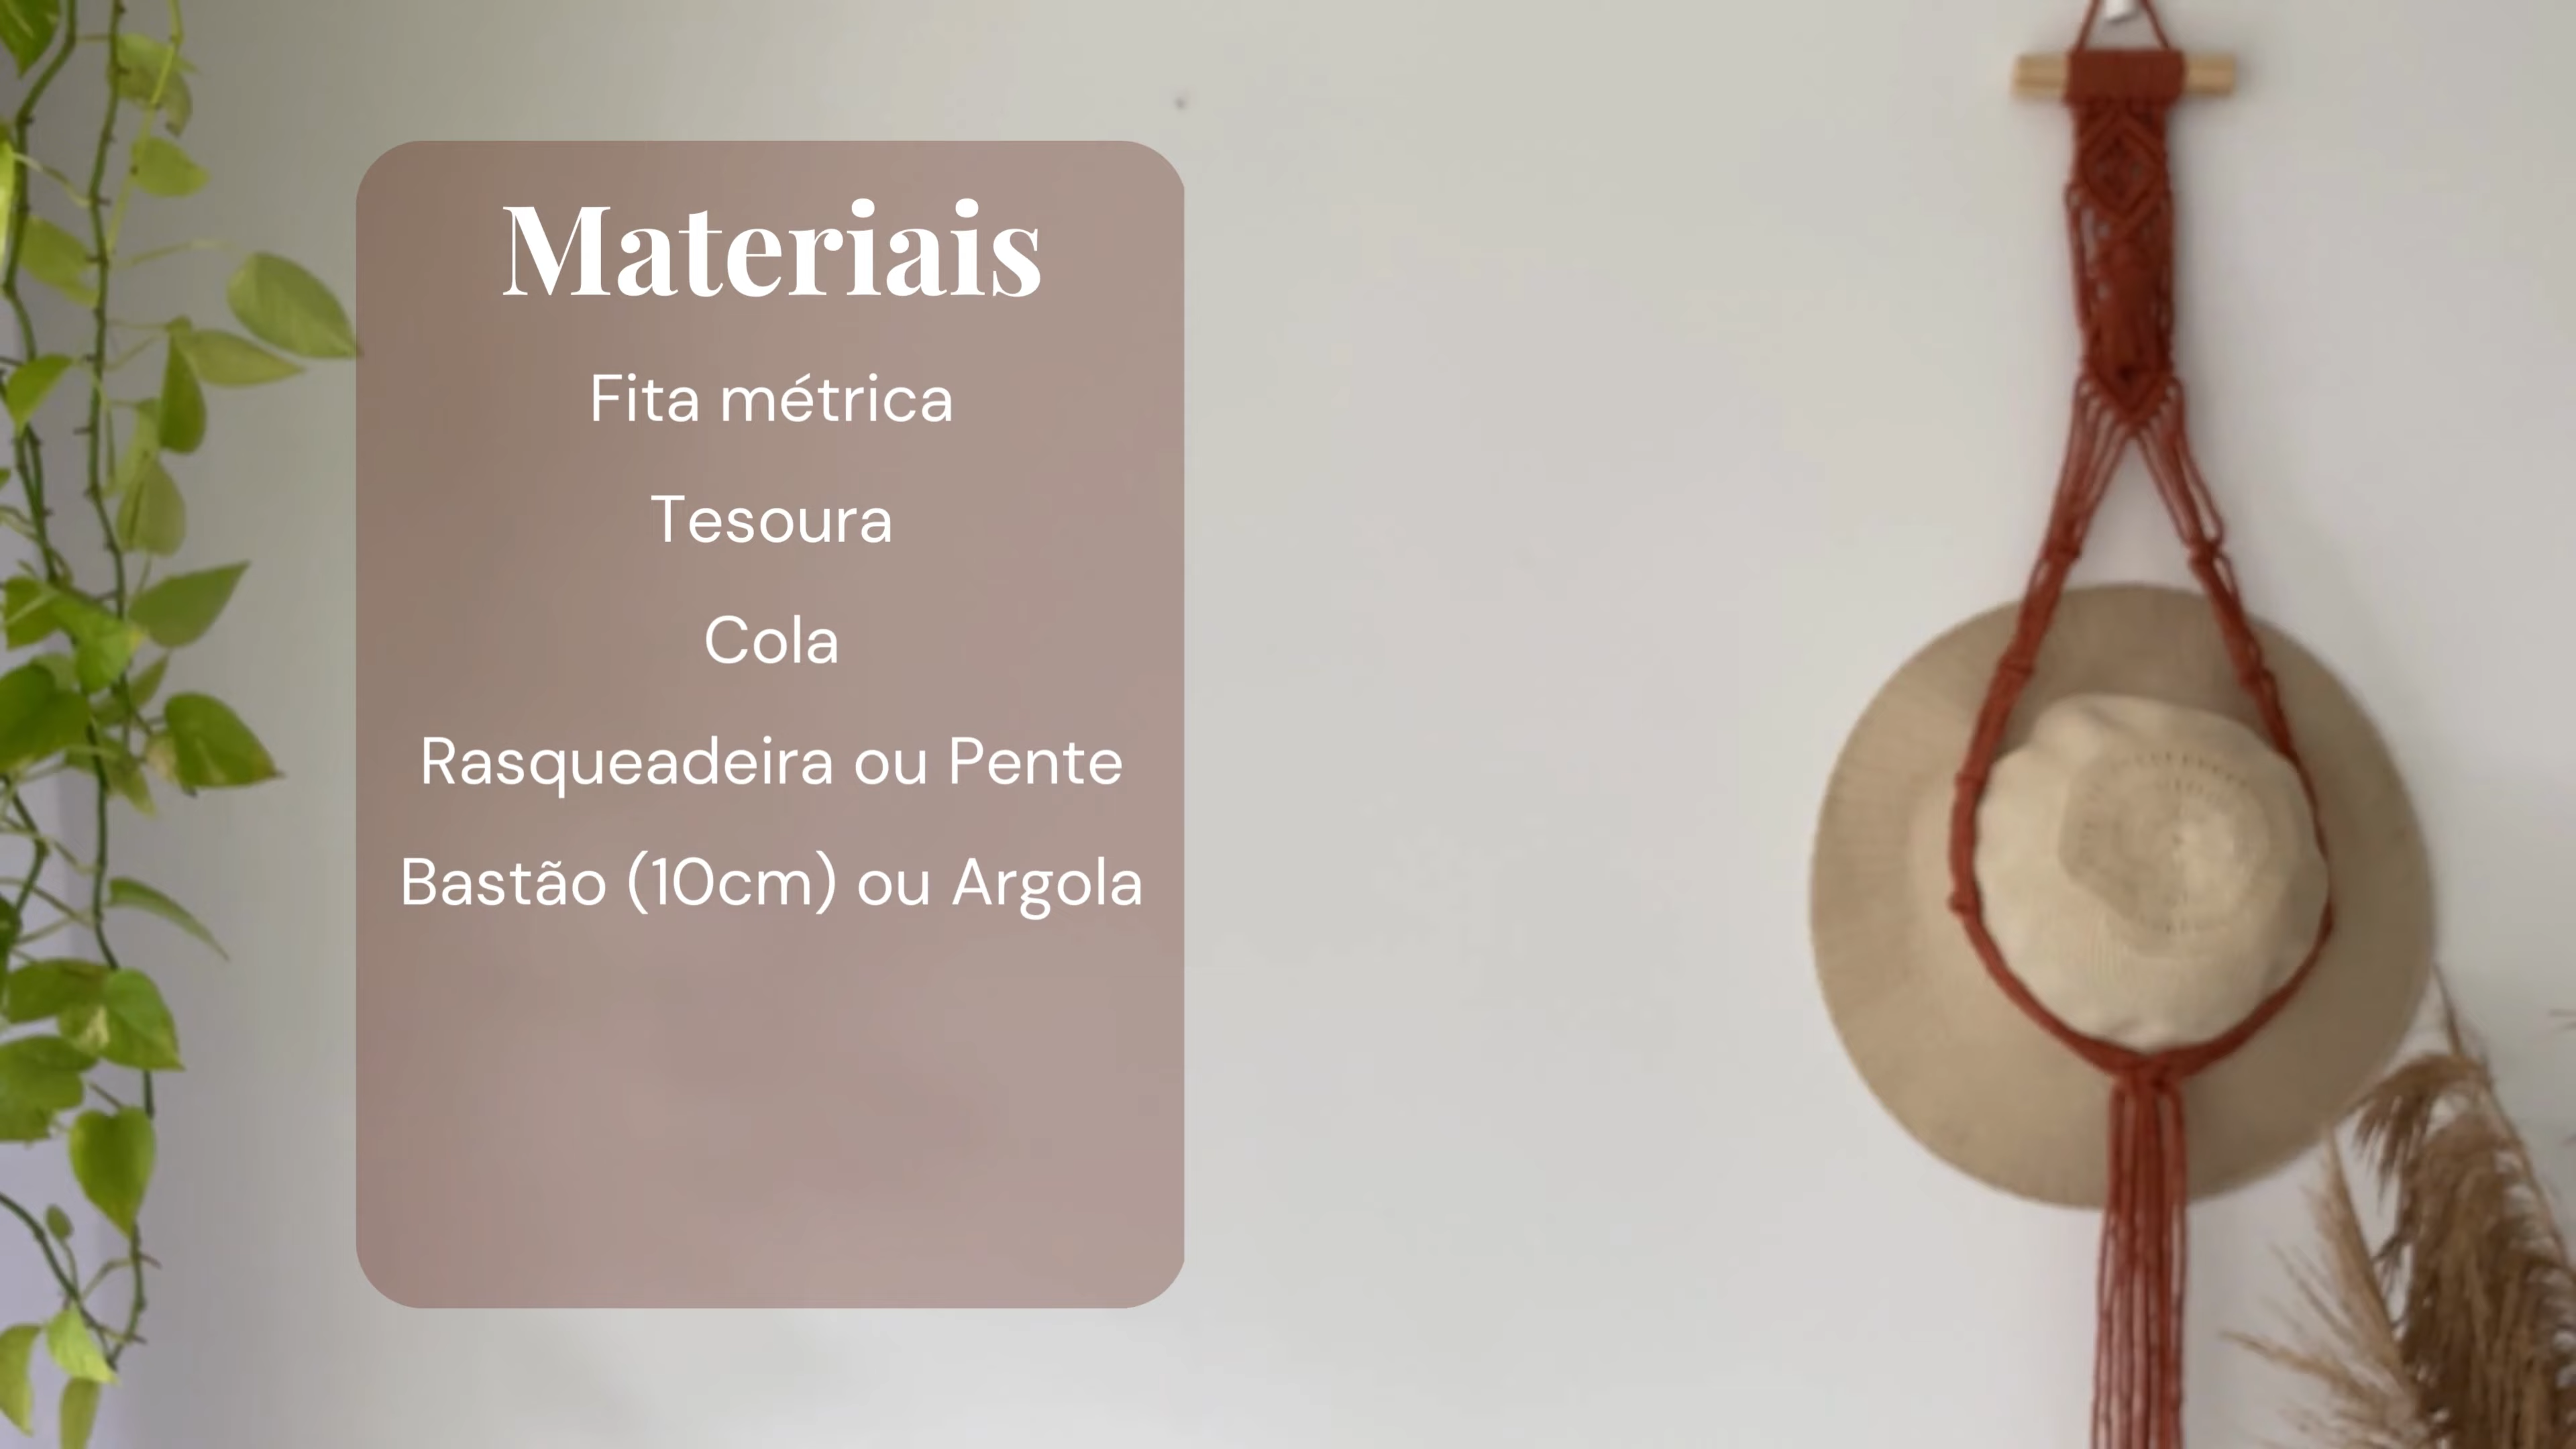 Materiais
Fita métrica
Tesoura
Cola
Rasqueadeira ou Pente
Bastão (10cm) ou Argola